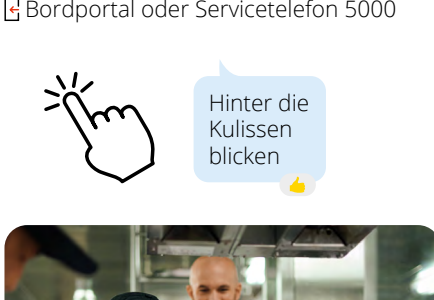 Bordportal oder Servicetelefon 5000
Hinter die
Kulissen
blicken